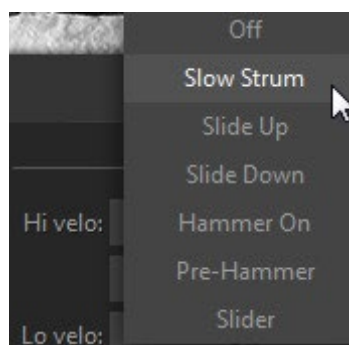 Off
Slow Strum
Slide Up
Slide Down
Hi velo:
Hammer On
Pre-Hammer
Lo velo:
Slider